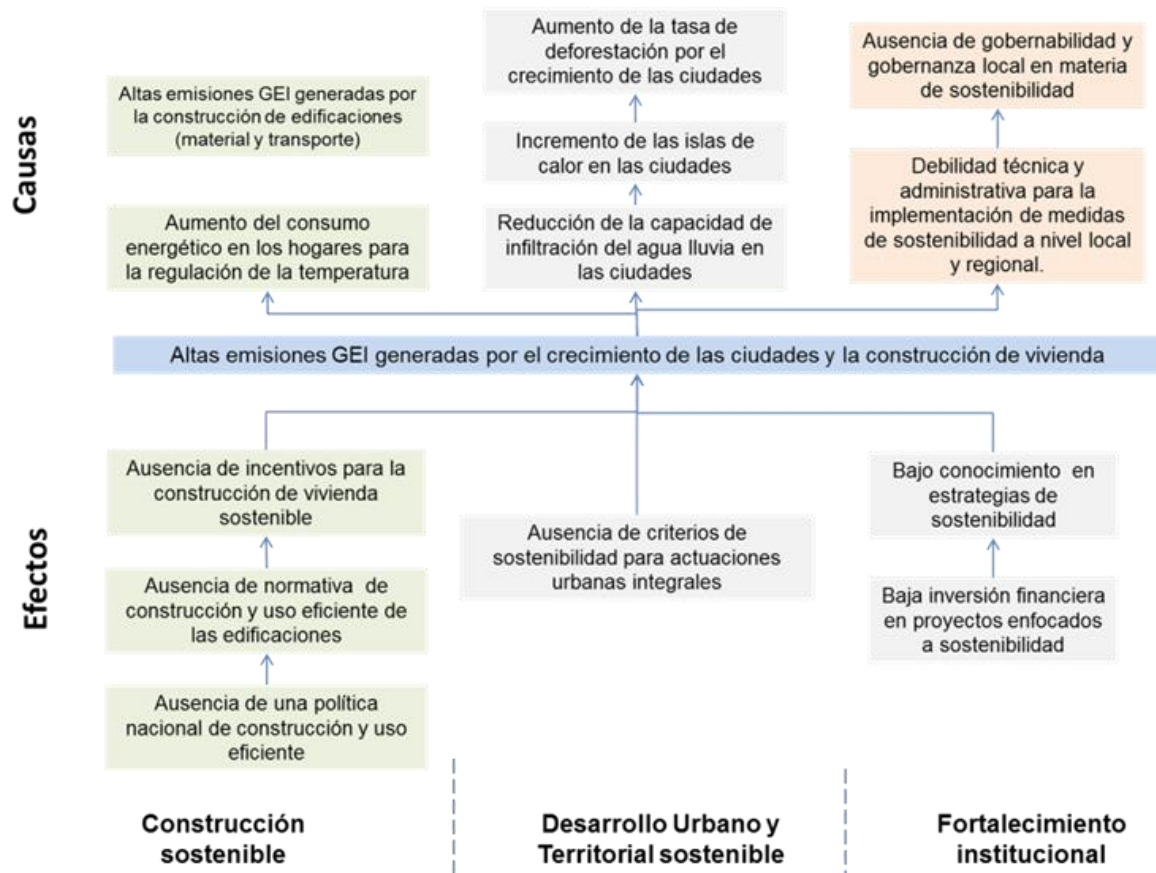 Causas
Altas emisiones GEI generadas por
la construcción de edificaciones
(material y transporte)
Aumento del consumo
energético en los hogares para
la regulación de la temperatura
Aumento de la tasa de
deforestación por el
crecimiento de las ciudades
Incremento de las islas de
calor en las ciudades
Reducción de la capacidad de
infiltración del agua lluvia en
las ciudades
Ausencia de gobernabilidad y
gobernanza local en materia
de sostenibilidad
Debilidad técnica y
administrativa para la
implementación de medidas
de sostenibilidad a nivel local
y regional.
Altas emisiones GEI generadas por el crecimiento de las ciudades y la construcción de vivienda
Efectos
Ausencia de incentivos para la
construcción de vivienda
sostenible
Ausencia de normativa de
construcción y uso eficiente de
las edificaciones
Ausencia de una política
nacional de construcción y uso
eficiente
Ausencia de criterios de
sostenibilidad para actuaciones
urbanas integrales
Bajo conocimiento en
estrategias de
sostenibilidad
Baja inversión financiera
en proyectos enfocados
a sostenibilidad
Construcción
sostenible
Desarrollo Urbano y
Territorial sostenible
Fortalecimiento
institucional